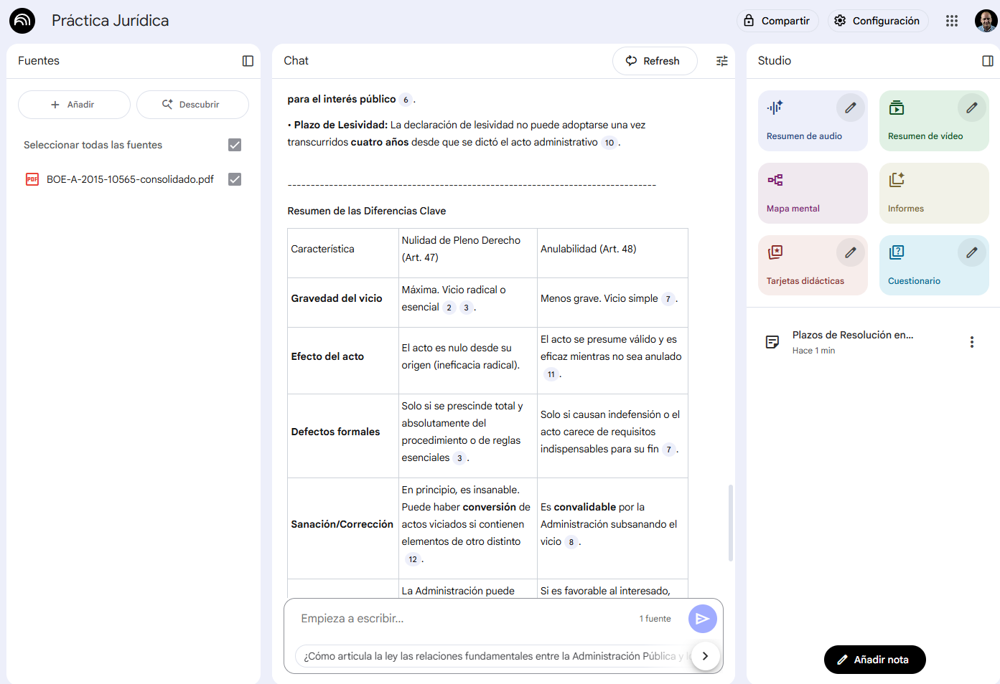 Práctica Jurídica
Compartir
Configuración
Fuentes
Añadir
Descubrir
Seleccionar todas las fuentes
PDF
BOE-A-2015-10565-consolidado.pdf
Chat
Refresh
para el interés público 6 .
• Plazo de Lesividad: La declaración de lesividad no puede adoptarse una vez
transcurridos cuatro años desde que se dictó el acto administrativo 10 .
--------------------------------------------------------------------------------
Resumen de las Diferencias Clave
Característica
Nulidad de Pleno Derecho
(Art. 47)
Anulabilidad (Art. 48)
Gravedad del vicio
Máxima. Vicio radical o
esencial 2 3 .
Menos grave. Vicio simple 7 .
Efecto del acto
El acto es nulo desde su
origen (ineficacia radical).
El acto se presume válido y es
eficaz mientras no sea anulado
11 .
Defectos formales
Solo si se prescinde total y
absolutamente del
procedimiento o de reglas
esenciales 3 .
Solo si causan indefensión o el
acto carece de requisitos
indispensables para su fin 7 .
Sanación/Corrección
En principio, es insanable.
Puede haber conversión de
actos viciados si contienen
elementos de otro distinto
12 .
Es convalidable por la
Administración subsanando el
vicio 8 .
La Administración puede
Si es favorable al interesado,
Empieza a escribir...
1 fuente
¿Cómo articula la ley las relaciones fundamentales entre la Administración Pública y
Studio
Resumen de audio
Resumen de vídeo
Mapa mental
Informes
Tarjetas didácticas
Cuestionario
Plazos de Resolución en...
Hace 1 min
Añadir nota